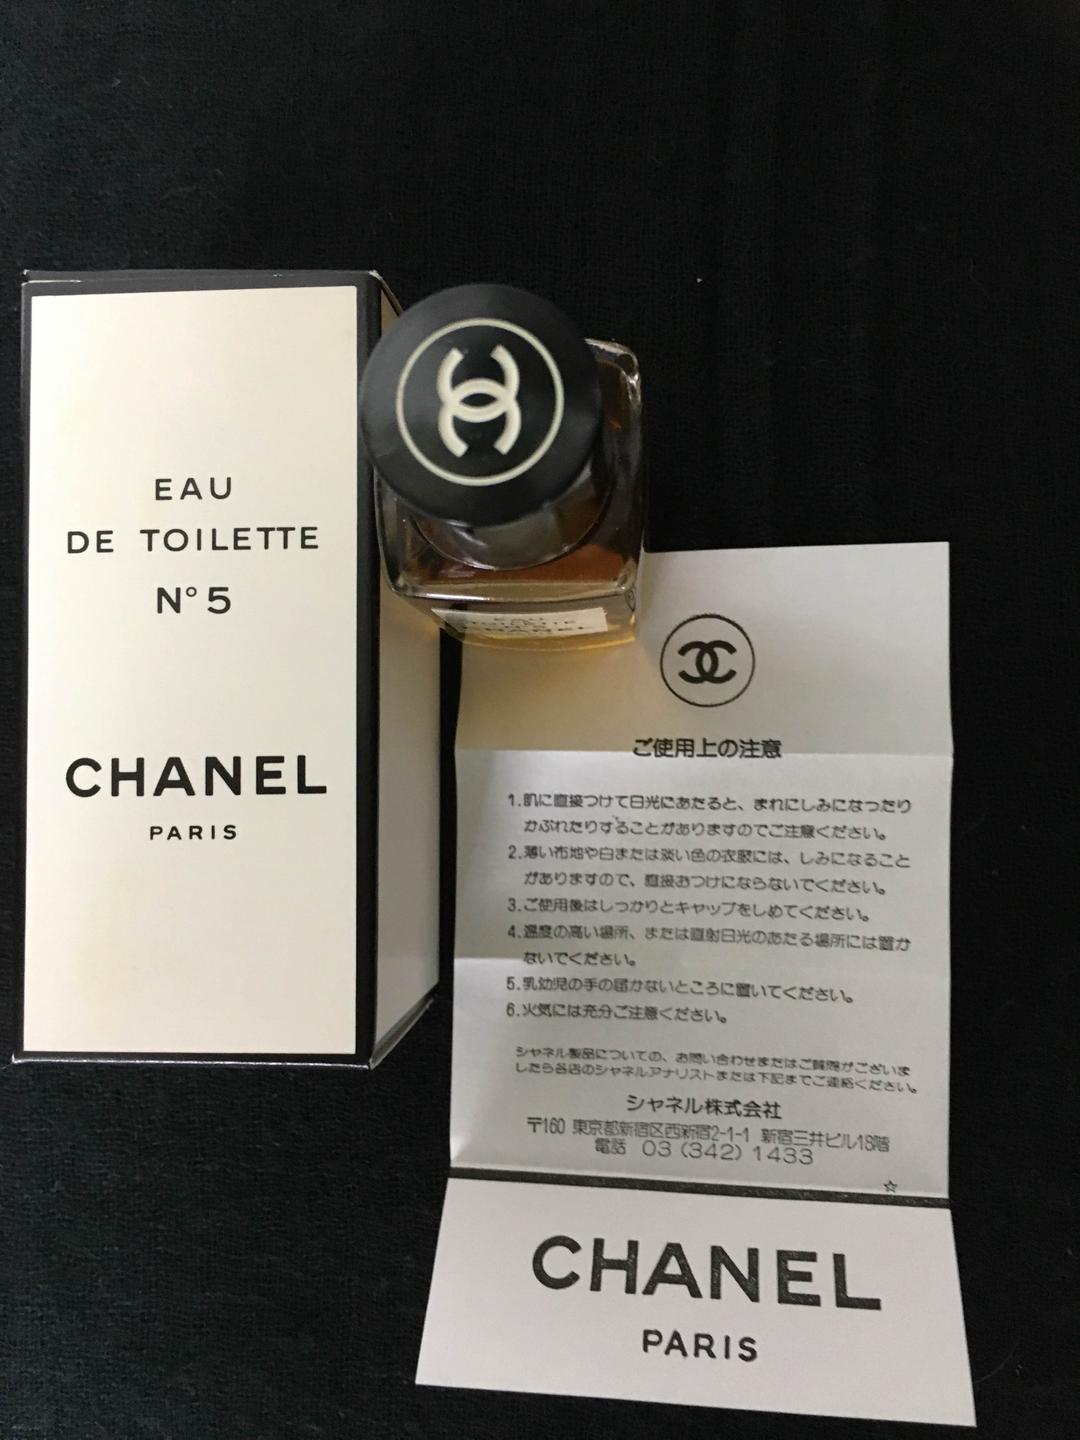 EAU
DE TOILETTE
N° 5
CHANEL
PARIS
EAU
TOILETTE
CHANEL
ご使用上の注意
1.肌に直接つけて日光にあたると、まれにしみになったり
かぶれたりすることがありますのでご注意ください。
2.薄い布地や白または淡い色の衣服には、しみになること
がありますので、直接おつけにならないでください。
3.ご使用後はしっかりとキャップをしめてください。
4.温度の高い場所、または直射日光のあたる場所には置か
ないでください。
5.乳幼児の手の届かないところに置いてください。
6.火気には充分ご注意ください。
シャネル製品についての、お問い合わせまたはご質問がございま
したら各店のシャネルアナリストまたは下記までご連絡ください。
シャネル株式会社
〒160 東京都新宿区西新宿2-1-1 新宿三井ビル18階
電話 03 (342) 1433
☆
CHANEL
PARIS